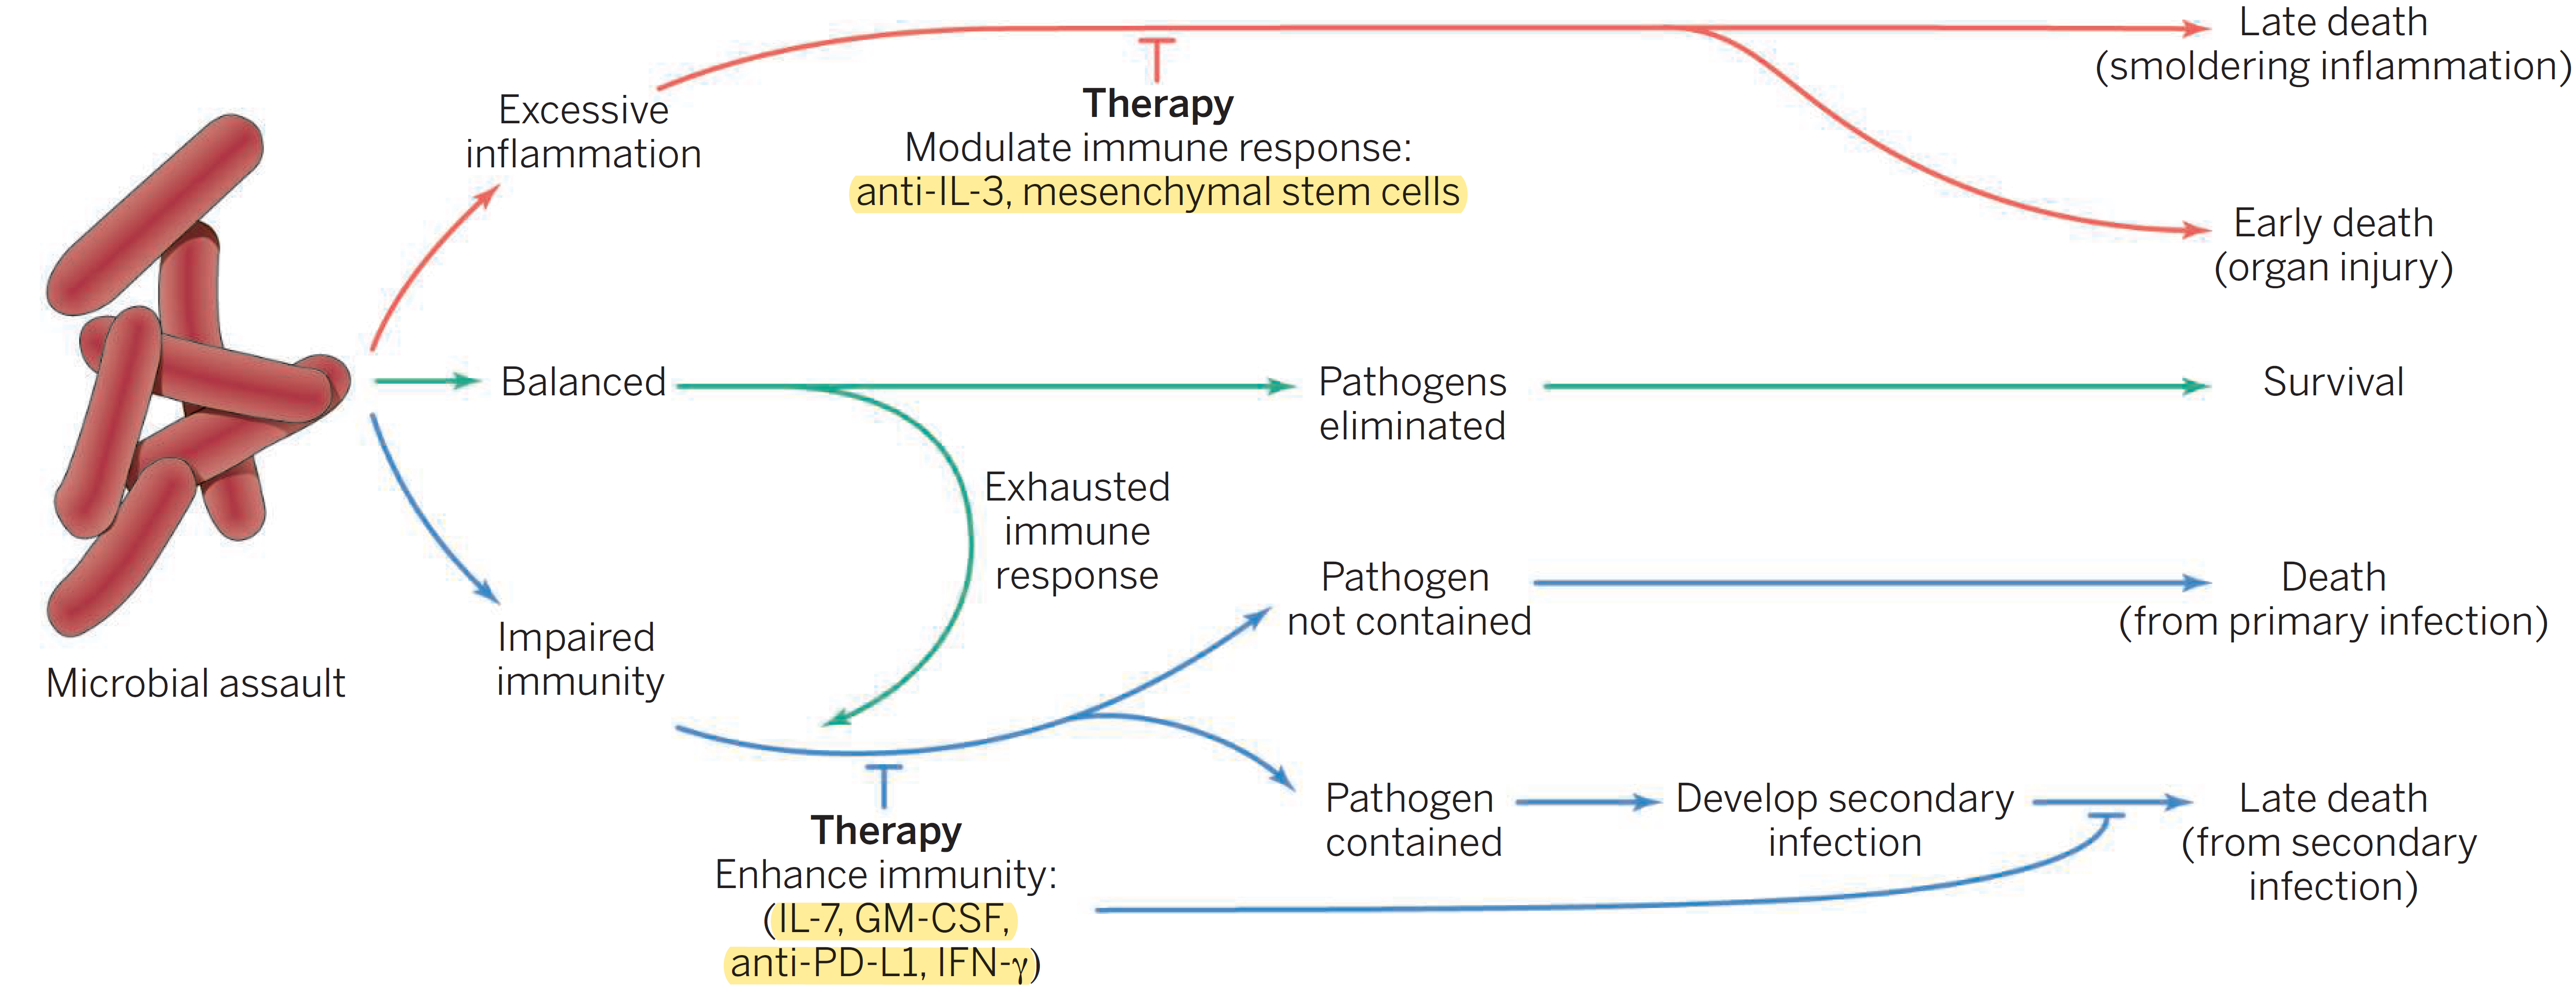 Late death
(smoldering inflammation)
Excessive
inflammation
Therapy
Modulate immune response:
anti-IL-3, mesenchymal stem cells
Early death
(organ injury)
Balanced
Pathogens
eliminated
Survival
Exhausted
immune
response
Microbial assault
Impaired
immunity
Pathogen
not contained
Death
(from primary infection)
Therapy
Enhance immunity:
(IL-7, GM-CSF,
anti-PD-L1, IFN-γ)
Pathogen
contained
Develop secondary
infection
Late death
(from secondary
infection)